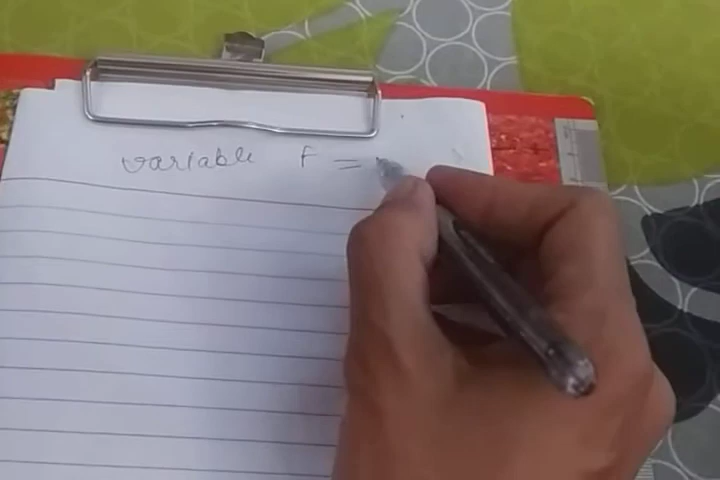 variable F =